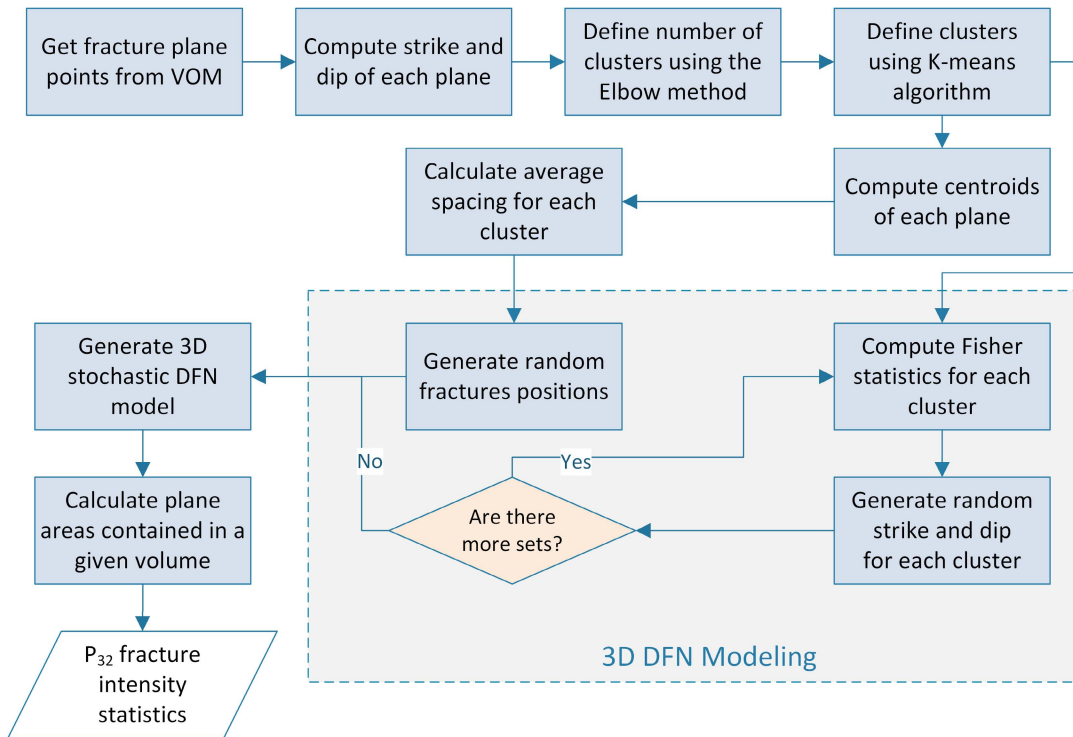 Get fracture plane
points from VOM
Compute strike and
dip of each plane
Define number of
clusters using the
Elbow method
Define clusters
using K-means
algorithm
Calculate average
spacing for each
cluster
Compute centroids
of each plane
Generate 3D
stochastic DFN
model
Generate random
fractures positions
Compute Fisher
statistics for each
cluster
No
Yes
Calculate plane
areas contained in a
given volume
Are there
more sets?
Generate random
strike and dip
for each cluster
P₃₂ fracture
intensity
statistics
3D DFN Modeling